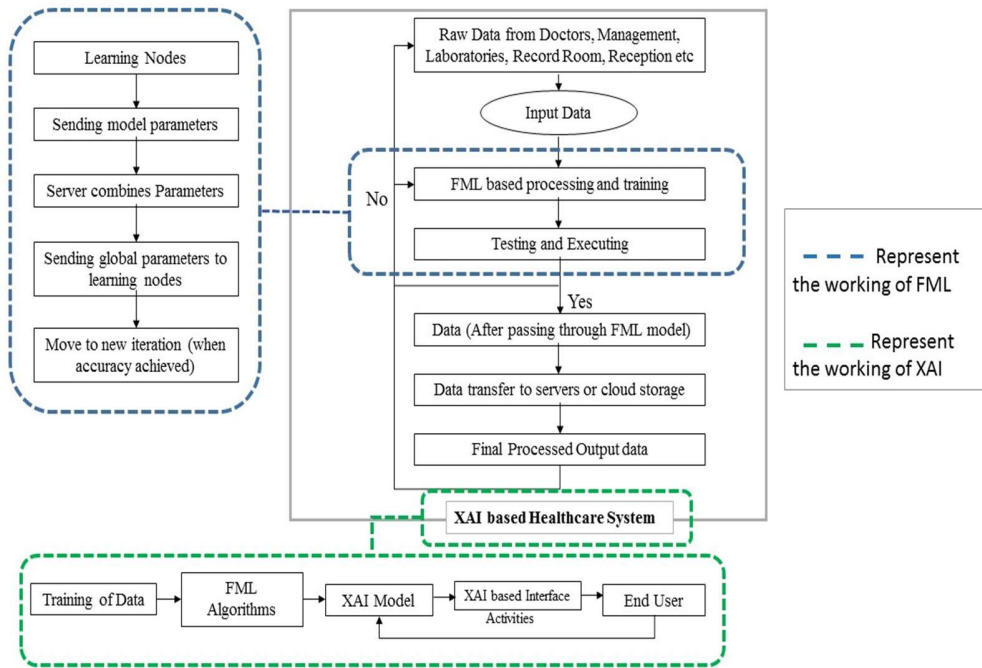 Learning Nodes
Sending model parameters
Server combines Parameters
Sending global parameters to
learning nodes
Move to new iteration (when
accuracy achieved)
Raw Data from Doctors, Management,
Laboratories, Record Room, Reception etc
Input Data
FML based processing and training
No
Testing and Executing
Yes
Data (After passing through FML model)
Data transfer to servers or cloud storage
Final Processed Output data
XAI based Healthcare System
Represent
the working of FML
Represent
the working of XAI
Training of Data
FML
Algorithms
XAI Model
XAI based Interface
Activities
End User